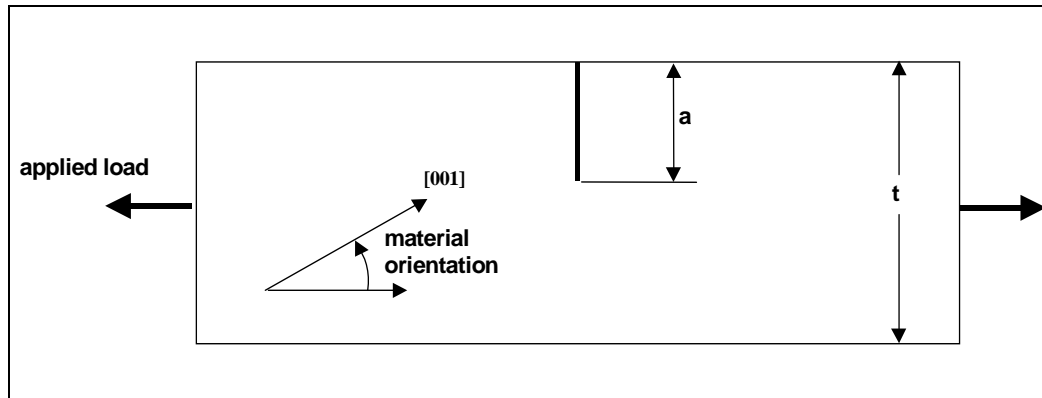 a
applied load
[001]
t
material
orientation